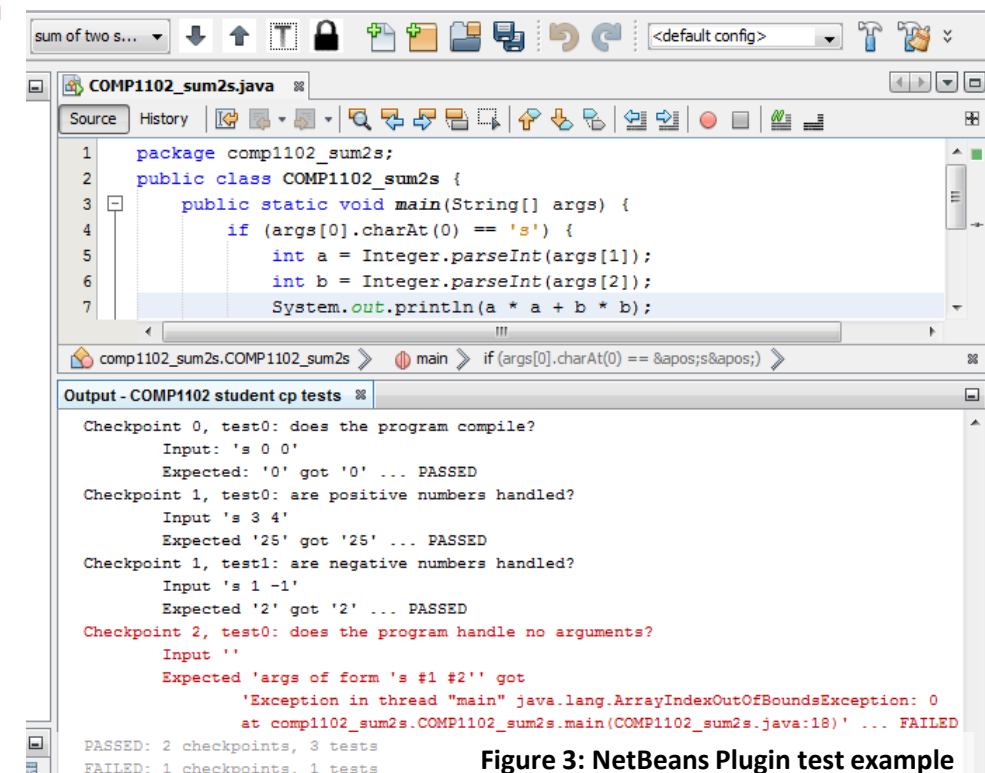 sum of two s...
<default config>
COMP1102_sum2s.java
Source History
1 package comp1102_sum2s;
2 public class COMP1102_sum2s {
3 public static void main(String[] args) {
4 if (args[0].charAt(0) == 's') {
5 int a = Integer.parseInt(args[1]);
6 int b = Integer.parseInt(args[2]);
7 System.out.println(a * a + b * b);
comp1102_sum2s.COMP1102_sum2s main if (args[0].charAt(0) == &apos;s&apos;)
Output - COMP1102 student cp tests
Checkpoint 0, test0: does the program compile?
Input: 's 0 0'
Expected: '0' got '0' ... PASSED
Checkpoint 1, test0: are positive numbers handled?
Input 's 3 4'
Expected '25' got '25' ... PASSED
Checkpoint 1, test1: are negative numbers handled?
Input 's 1 -1'
Expected '2' got '2' ... PASSED
Checkpoint 2, test0: does the program handle no arguments?
Input ''
Expected 'args of form 's #1 #2'' got
'Exception in thread "main" java.lang.ArrayIndexOutOfBoundsException: 0
at comp1102_sum2s.COMP1102_sum2s.main(COMP1102_sum2s.java:18)' ... FAILED
PASSED: 2 checkpoints, 3 tests
FAILED: 1 checkpoints, 1 tests
Figure 3: NetBeans Plugin test example